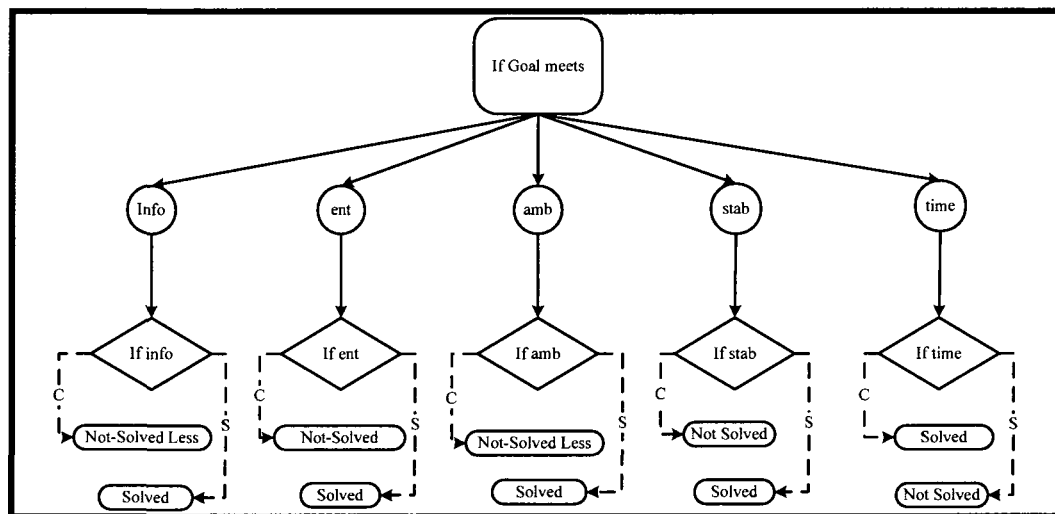 If Goal meets
Info
ent
amb
stab
time
If info
If ent
If amb
If stab
If time
C
S
C
S
C
S
C
S
C
S
Not-Solved Less
Not-Solved
Not-Solved Less
Not Solved
Solved
Solved
Solved
Solved
Solved
Not Solved